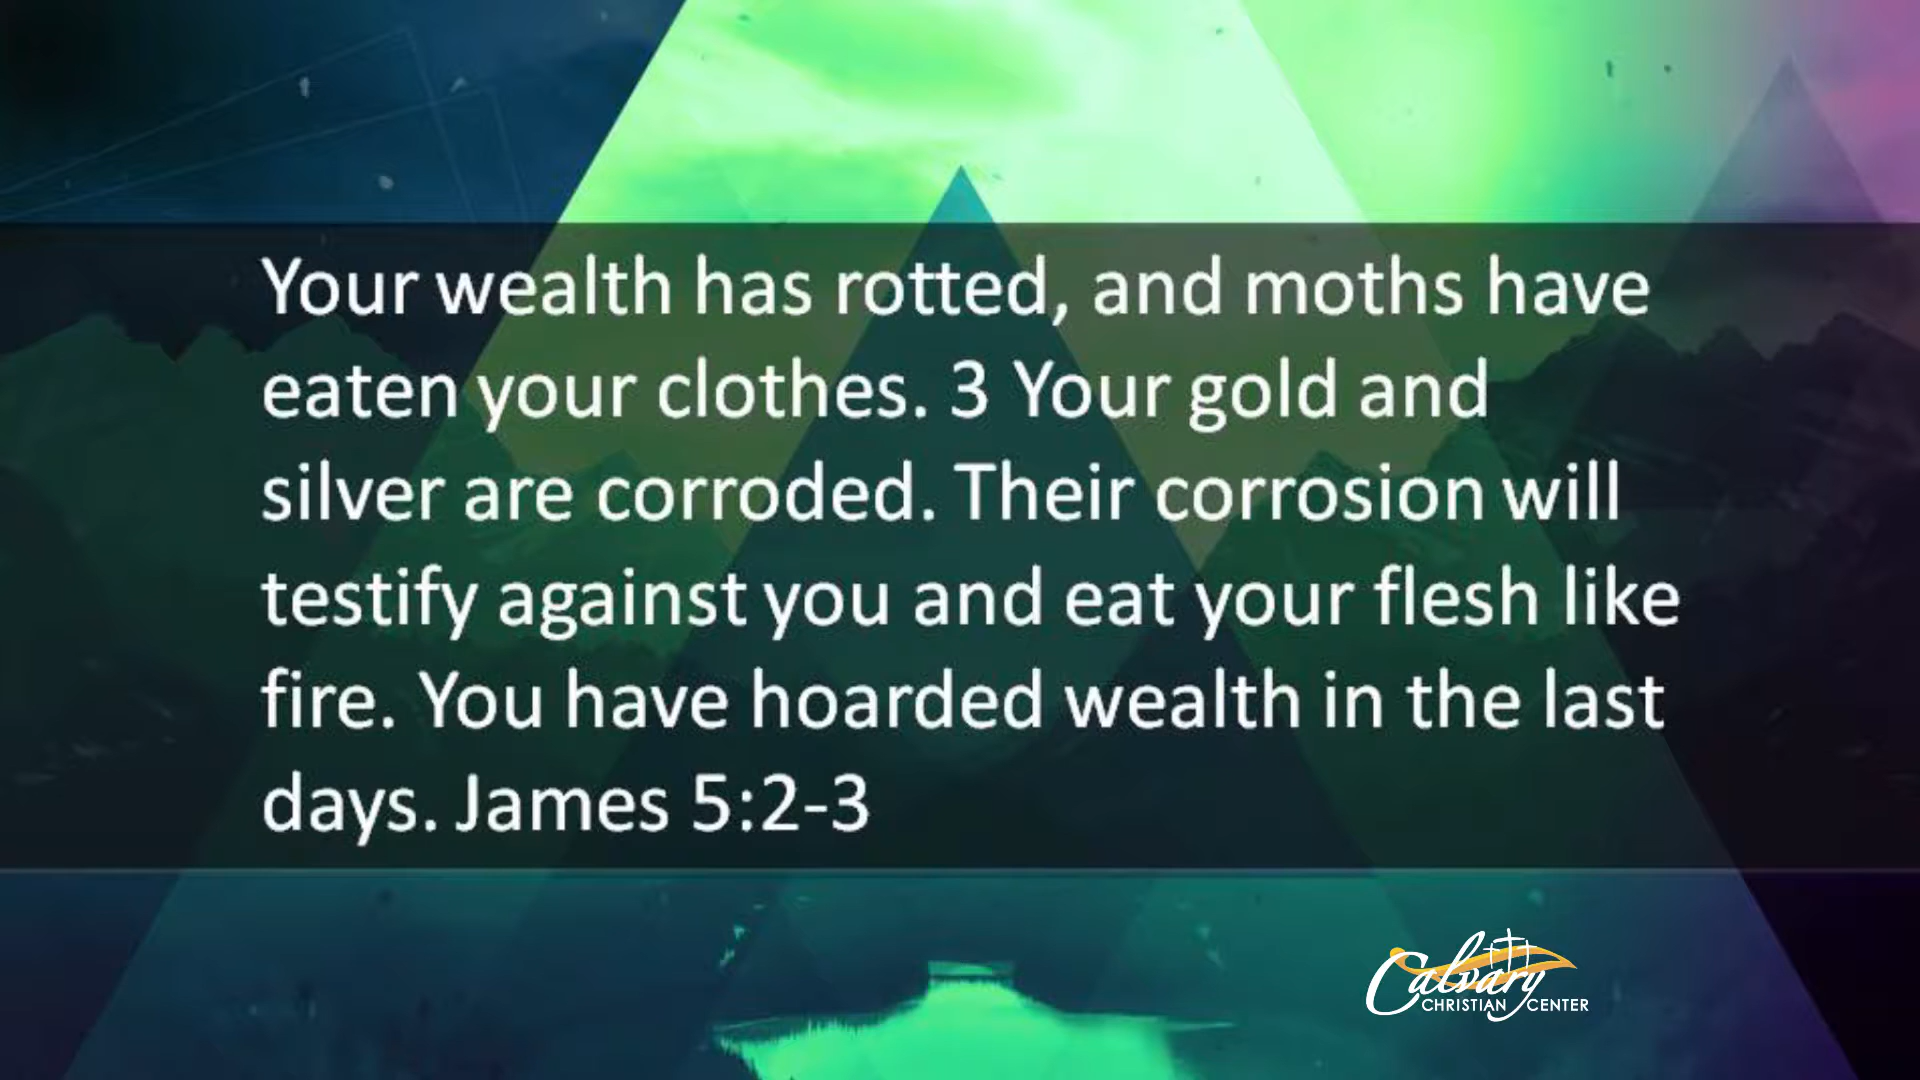 Your wealth has rotted, and moths have
eaten your clothes. 3 Your gold and
silver are corroded. Their corrosion will
testify against you and eat your flesh like
fire. You have hoarded wealth in the last
days. James 5:2-3
Calvary
CHRISTIAN CENTER